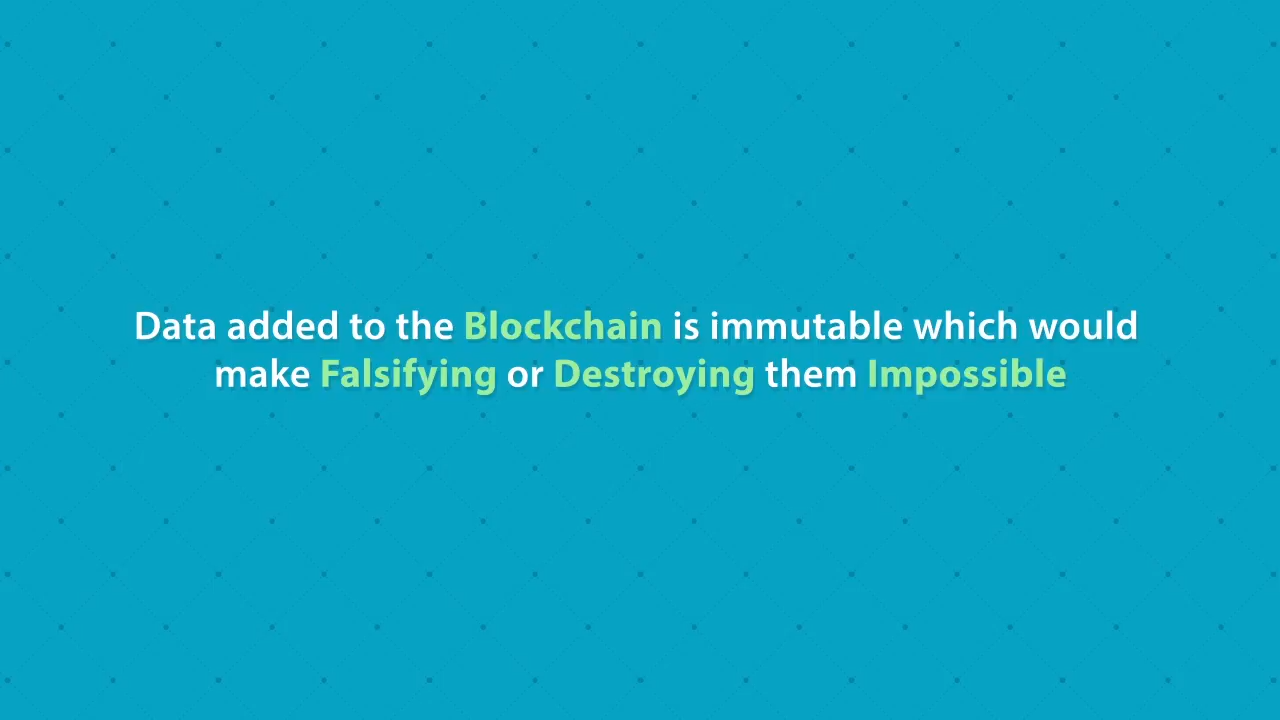 Data added to the Blockchain is immutable which would
make Falsifying or Destroying them Impossible